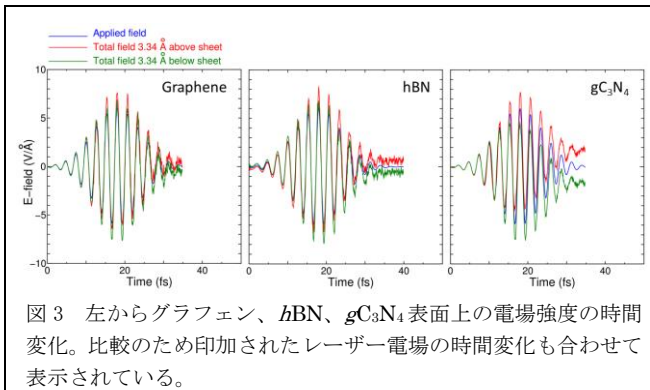 Applied field
Total field 3.34 Å above sheet
Total field 3.34 Å below sheet
Graphene
hBN
gC₃N₄
E-field (V/Å)
10
5
0
−5
−10
0 20 40
0 20 40
0 20 40
Time (fs)
Time (fs)
Time (fs)
図 3 左からグラフェン、hBN、gC₃N₄ 表面上の電場強度の時間
変化。比較のため印加されたレーザー電場の時間変化も合わせて
表示されている。